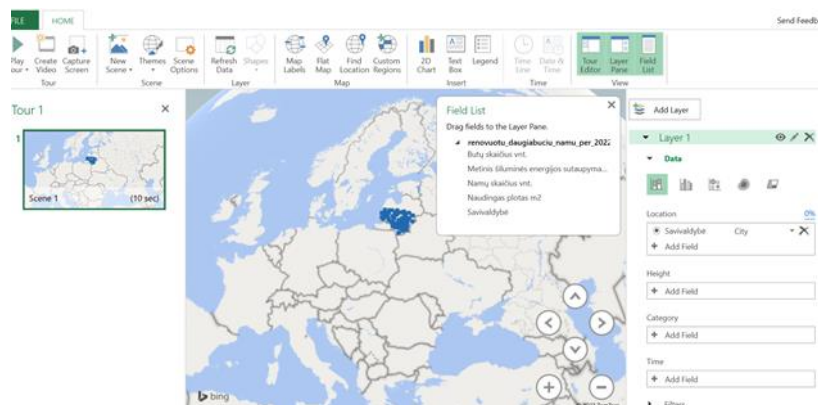 FILE HOME Send Feedb
Play Tour
Create Video
Capture Screen
Tour
New Scene
Themes
Scene Options
Scene
Refresh Data
Shapes
Layer
Map Labels
Flat Map
Find Location
Custom Regions
Map
2D Chart
Text Box
Legend
Insert
Time Line
Date & Time
Time
Tour Editor
Layer Pane
Field List
View
Tour 1
1
Scene 1 (10 sec)
Field List
Drag fields to the Layer Pane.
renovuotu_daugiabuciu_namu_per_2022
Butų skaičius vnt.
Metinis šiluminės energijos sutaupyma...
Namų skaičius vnt.
Naudingas plotas m2
Savivaldybė
bing
Add Layer
Layer 1
Data
Location 0%
Savivaldybė City
Add Field
Height
Add Field
Category
Add Field
Time
Add Field
Filters